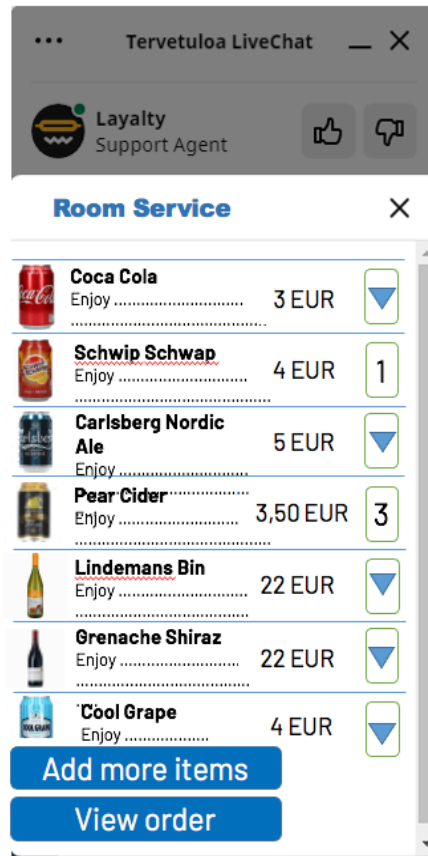 Tervetuloa LiveChat
Layalty
Support Agent
Room Service
Coca Cola
Enjoy ............................. 3 EUR
............................................
Schwip Schwap
Enjoy ............................. 4 EUR 1
............................................
Carlsberg Nordic
Ale
5 EUR
Enjoy .............................
Pear Cider
Enjoy ........................... 3,50 EUR 3
............................................
Lindemans Bin
Enjoy ........................... 22 EUR
.......................................
Grenache Shiraz
Enjoy ........................... 22 EUR
.......................................
Cool Grape
Enjoy ................... 4 EUR
Add more items
View order